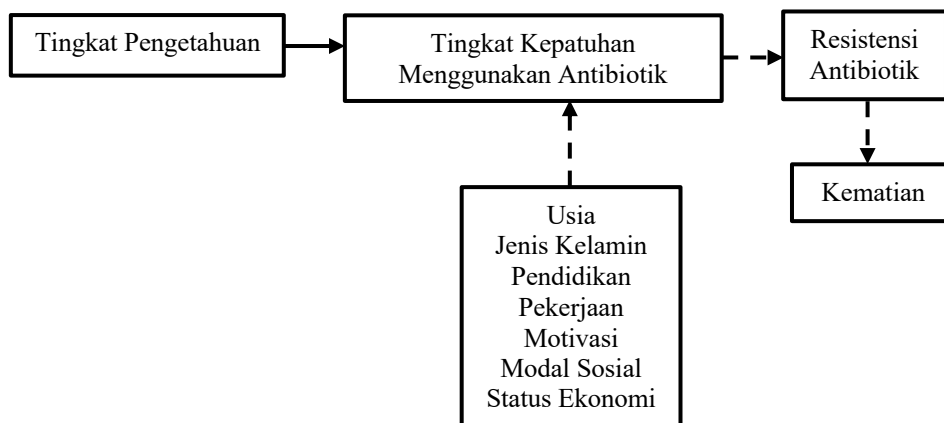 Tingkat Pengetahuan
Tingkat Kepatuhan
Menggunakan Antibiotik
Resistensi
Antibiotik
Kematian
Usia
Jenis Kelamin
Pendidikan
Pekerjaan
Motivasi
Modal Sosial
Status Ekonomi